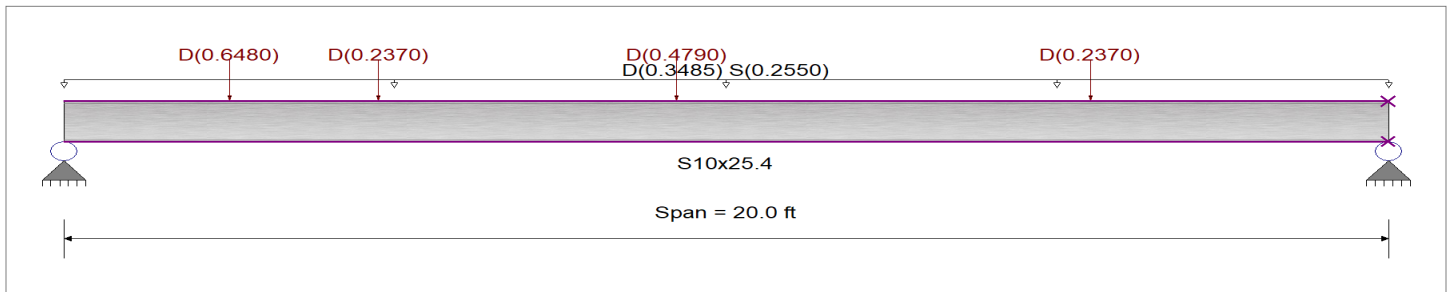 D(0.6480) D(0.2370) D(0.4790) D(0.2370)
D(0.3485) S(0.2550)
S10x25.4
Span = 20.0 ft